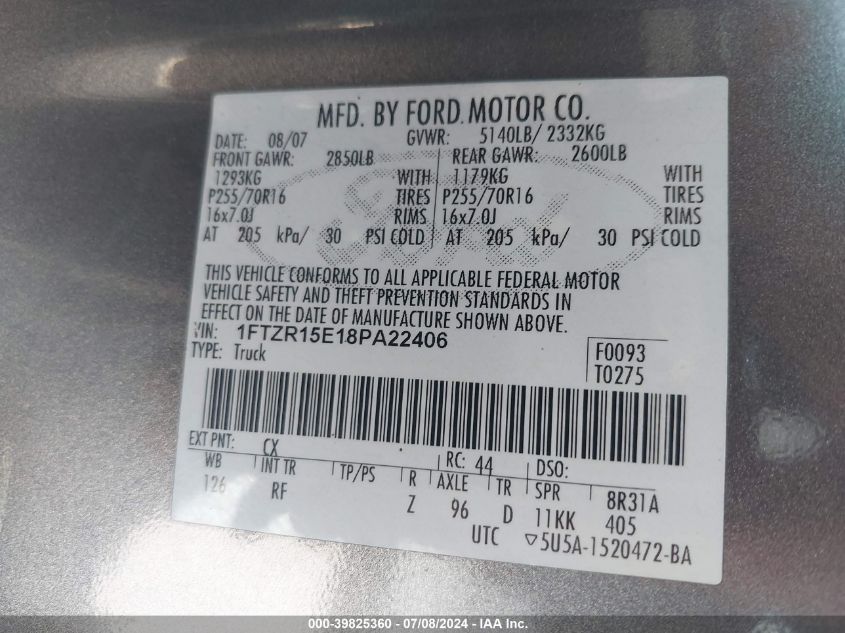 MFD. BY FORD MOTOR CO.
DATE: 08/07 GVWR: 5140LB/ 2332KG
FRONT GAWR: 2850LB REAR GAWR: 2600LB
1293KG WITH 1179KG WITH
P255/70R16 TIRES P255/70R16 TIRES
16x7.0J RIMS 16x7.0J RIMS
AT 205 kPa/ 30 PSI COLD AT 205 kPa/ 30 PSI COLD
Ford
THIS VEHICLE CONFORMS TO ALL APPLICABLE FEDERAL MOTOR
VEHICLE SAFETY AND THEFT PREVENTION STANDARDS IN
EFFECT ON THE DATE OF MANUFACTURE SHOWN ABOVE.
VIN: 1FTZR15E18PA22406
TYPE: Truck
F0093
T0275
EXT PNT: CX RC: 44 DSO:
WB INT TR TP/PS R AXLE TR SPR 8R31A
126 RF Z 96 D 11KK 405
UTC ▽5U5A-1520472-BA
000-39825360 - 07/08/2024 - IAA Inc.